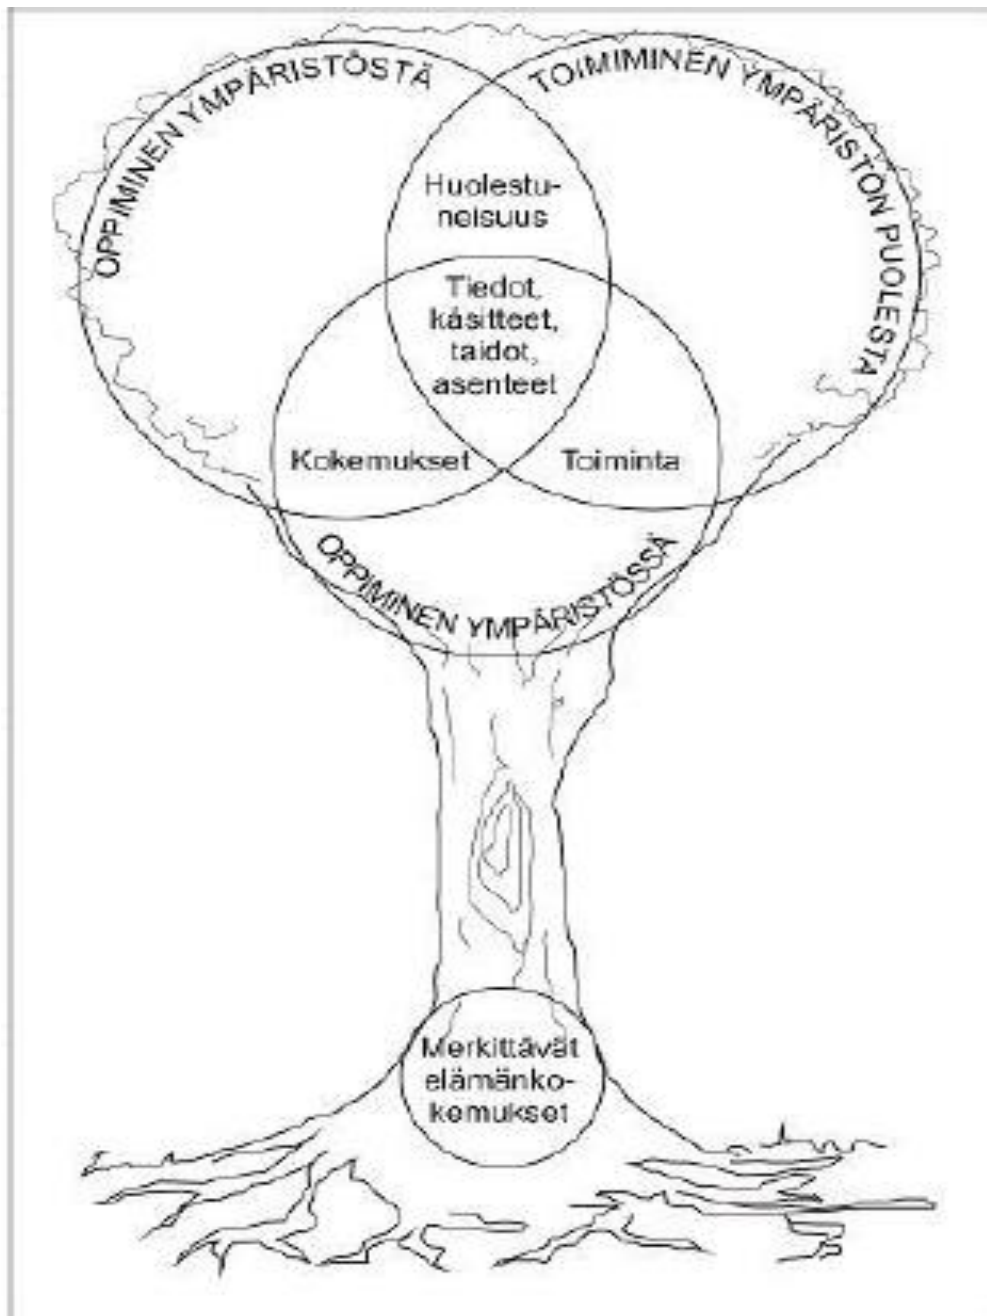 OPPIMINEN YMPÄRISTÖSTÄ
TOIMIMINEN YMPÄRISTÖN PUOLESTA
Huolestu-
neisuus
Tiedot,
käsitteet,
taidot,
asenteet
Kokemukset
Toiminta
OPPIMINEN YMPÄRISTÖSSÄ
Merkittävät
elämänko-
kemukset